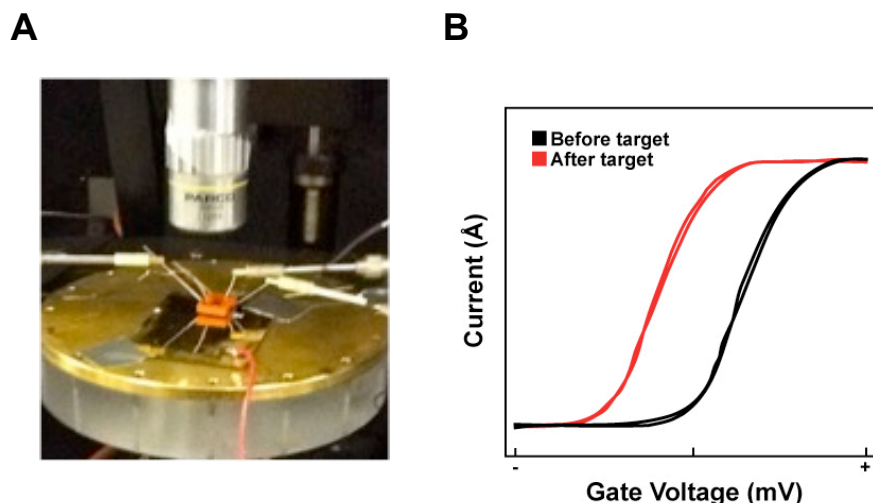 A
B
Before target
After target
Current (Å)
-
+
Gate Voltage (mV)